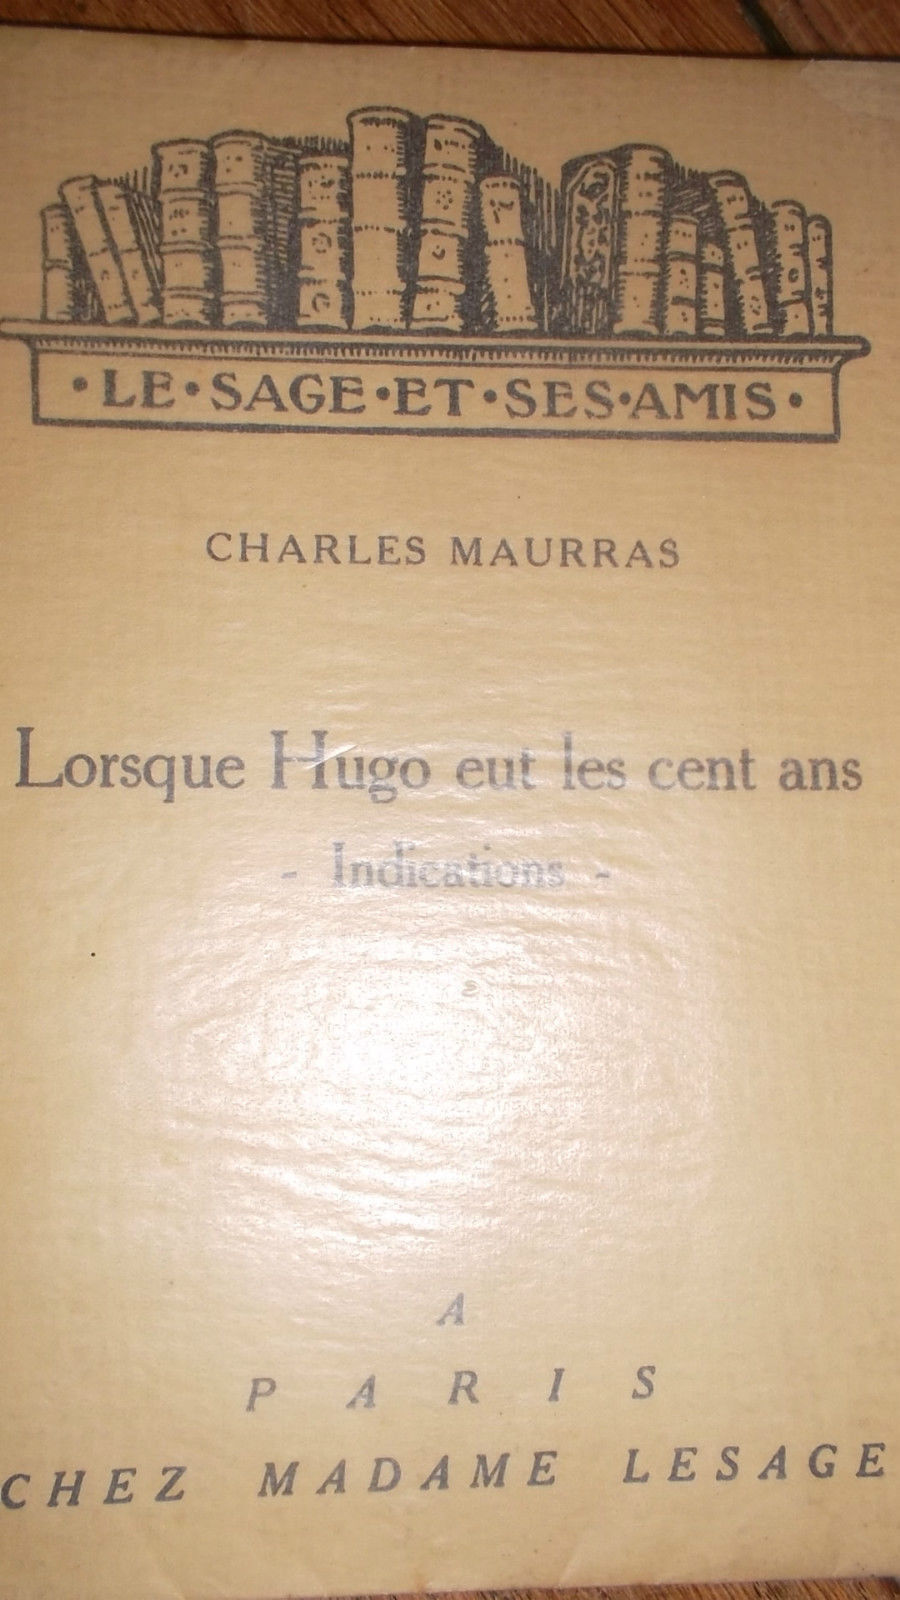 • LE • SAGE • ET • SES • AMIS •
CHARLES MAURRAS
Lorsque Hugo eut les cent ans
- Indications -
A
PARIS
CHEZ MADAME LESAGE